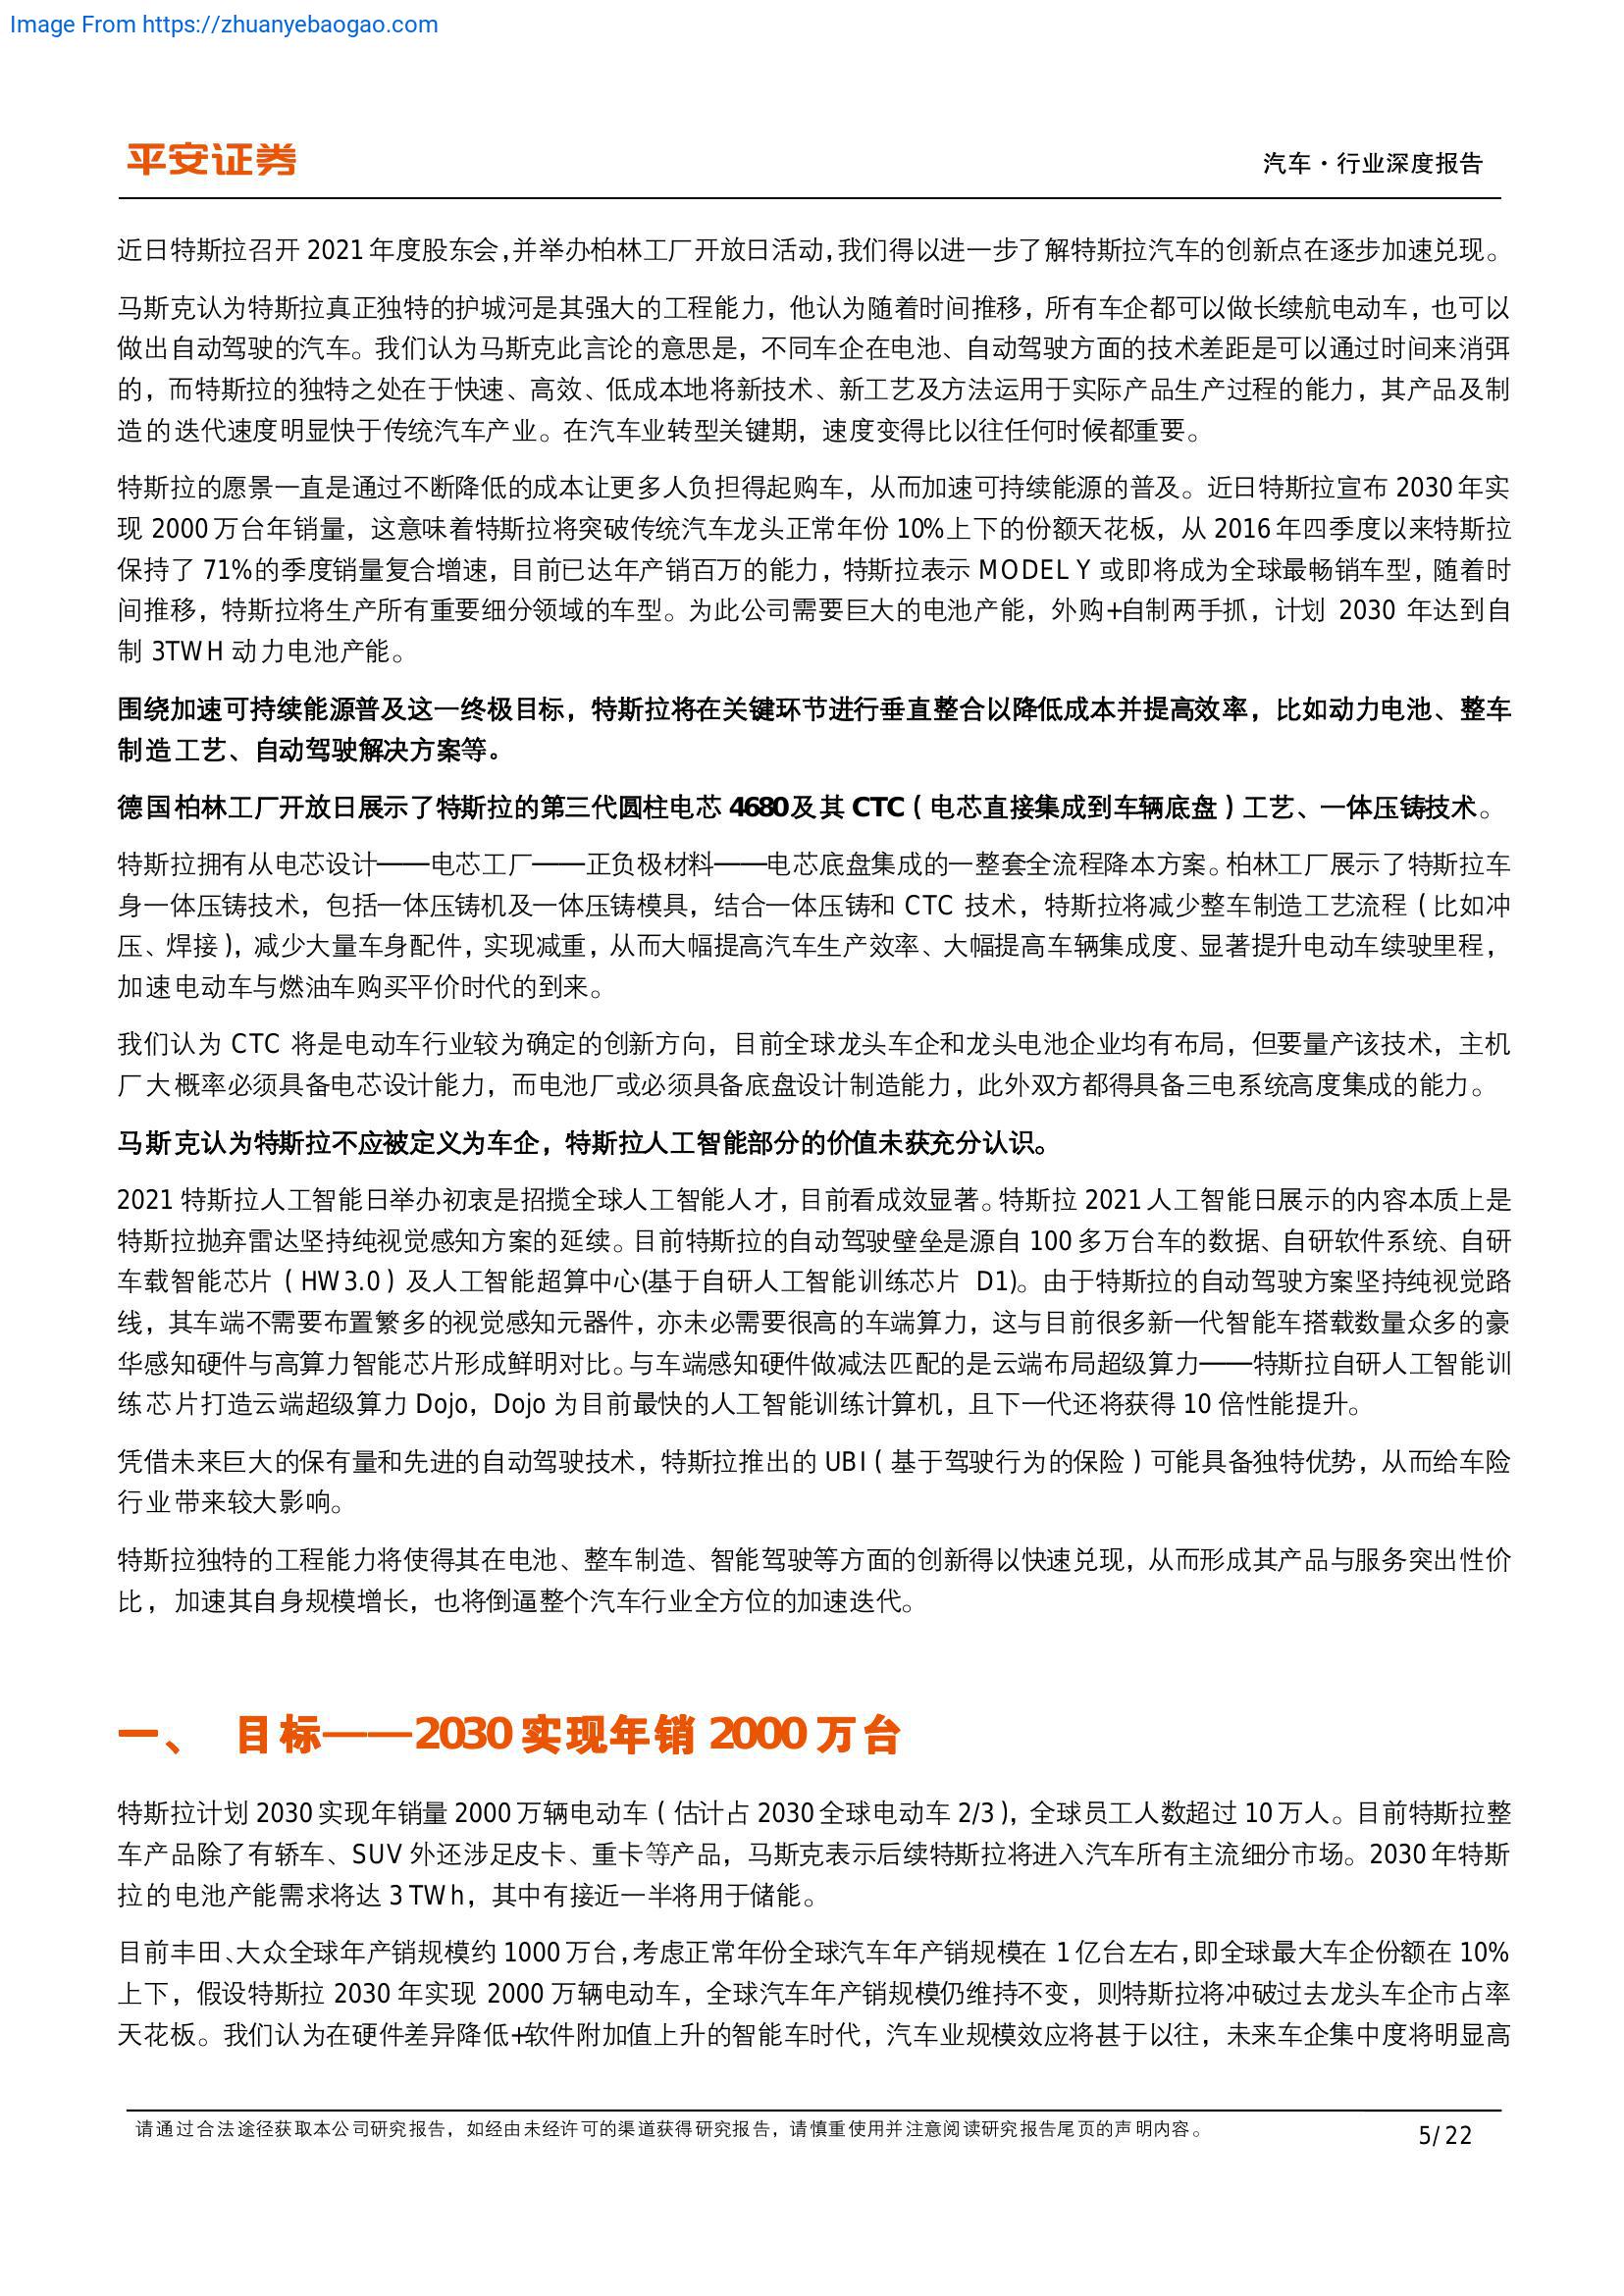 Image From https://zhuanyebaogao.com
平安证券
汽车·行业深度报告
近日特斯拉召开 2021 年度股东会，并举办柏林工厂开放日活动，我们得以进一步了解特斯拉汽车的创新点在逐步加速兑现。
马斯克认为特斯拉真正独特的护城河是其强大的工程能力，他认为随着时间推移，所有车企都可以做长续航电动车，也可以
做出自动驾驶的汽车。我们认为马斯克此言论的意思是，不同车企在电池、自动驾驶方面的技术差距是可以通过时间来消弭
的，而特斯拉的独特之处在于快速、高效、低成本地将新技术、新工艺及方法运用于实际产品生产过程的能力，其产品及制
造的迭代速度明显快于传统汽车产业。在汽车业转型关键期，速度变得比以往任何时候都重要。
特斯拉的愿景一直是通过不断降低的成本让更多人负担得起购车，从而加速可持续能源的普及。近日特斯拉宣布 2030 年实
现 2000 万台年销量，这意味着特斯拉将突破传统汽车龙头正常年份 10%上下的份额天花板，从 2016 年四季度以来特斯拉
保持了 71%的季度销量复合增速，目前已达年产销百万的能力，特斯拉表示 MODEL Y 或即将成为全球最畅销车型，随着时
间推移，特斯拉将生产所有重要细分领域的车型。为此公司需要巨大的电池产能，外购+自制两手抓，计划 2030 年达到自
制 3TWH 动力电池产能。
围绕加速可持续能源普及这一终极目标，特斯拉将在关键环节进行垂直整合以降低成本并提高效率，比如动力电池、整车
制造工艺、自动驾驶解决方案等。
德国柏林工厂开放日展示了特斯拉的第三代圆柱电芯 4680 及其 CTC（电芯直接集成到车辆底盘）工艺、一体压铸技术。
特斯拉拥有从电芯设计——电芯工厂——正负极材料——电芯底盘集成的一整套全流程降本方案。柏林工厂展示了特斯拉车
身一体压铸技术，包括一体压铸机及一体压铸模具，结合一体压铸和 CTC 技术，特斯拉将减少整车制造工艺流程（比如冲
压、焊接），减少大量车身配件，实现减重，从而大幅提高汽车生产效率、大幅提高车辆集成度、显著提升电动车续驶里程，
加速电动车与燃油车购买平价时代的到来。
我们认为 CTC 将是电动车行业较为确定的创新方向，目前全球龙头车企和龙头电池企业均有布局，但要量产该技术，主机
厂大概率必须具备电芯设计能力，而电池厂或必须具备底盘设计制造能力，此外双方都得具备三电系统高度集成的能力。
马斯克认为特斯拉不应被定义为车企，特斯拉人工智能部分的价值未获充分认识。
2021 特斯拉人工智能日举办初衷是招揽全球人工智能人才，目前看成效显著。特斯拉 2021 人工智能日展示的内容本质上是
特斯拉抛弃雷达坚持纯视觉感知方案的延续。目前特斯拉的自动驾驶壁垒是源自 100 多万台车的数据、自研软件系统、自研
车载智能芯片（HW3.0）及人工智能超算中心(基于自研人工智能训练芯片 D1)。由于特斯拉的自动驾驶方案坚持纯视觉路
线，其车端不需要布置繁多的视觉感知元器件，亦未必需要很高的车端算力，这与目前很多新一代智能车搭载数量众多的豪
华感知硬件与高算力智能芯片形成鲜明对比。与车端感知硬件做减法匹配的是云端布局超级算力——特斯拉自研人工智能训
练芯片打造云端超级算力 Dojo，Dojo 为目前最快的人工智能训练计算机，且下一代还将获得 10 倍性能提升。
凭借未来巨大的保有量和先进的自动驾驶技术，特斯拉推出的 UBI（基于驾驶行为的保险）可能具备独特优势，从而给车险
行业带来较大影响。
特斯拉独特的工程能力将使得其在电池、整车制造、智能驾驶等方面的创新得以快速兑现，从而形成其产品与服务突出性价
比，加速其自身规模增长，也将倒逼整个汽车行业全方位的加速迭代。
一、 目标——2030 实现年销 2000 万台
特斯拉计划 2030 实现年销量 2000 万辆电动车（估计占 2030 全球电动车 2/3），全球员工人数超过 10 万人。目前特斯拉整
车产品除了有轿车、SUV 外还涉足皮卡、重卡等产品，马斯克表示后续特斯拉将进入汽车所有主流细分市场。2030 年特斯
拉的电池产能需求将达 3 TWh，其中有接近一半将用于储能。
目前丰田、大众全球年产销规模约 1000 万台，考虑正常年份全球汽车年产销规模在 1 亿台左右，即全球最大车企份额在 10%
上下，假设特斯拉 2030 年实现 2000 万辆电动车，全球汽车年产销规模仍维持不变，则特斯拉将冲破过去龙头车企市占率
天花板。我们认为在硬件差异降低+软件附加值上升的智能车时代，汽车业规模效应将甚于以往，未来车企集中度将明显高
请通过合法途径获取本公司研究报告，如经由未经许可的渠道获得研究报告，请慎重使用并注意阅读研究报告尾页的声明内容。
5/ 22